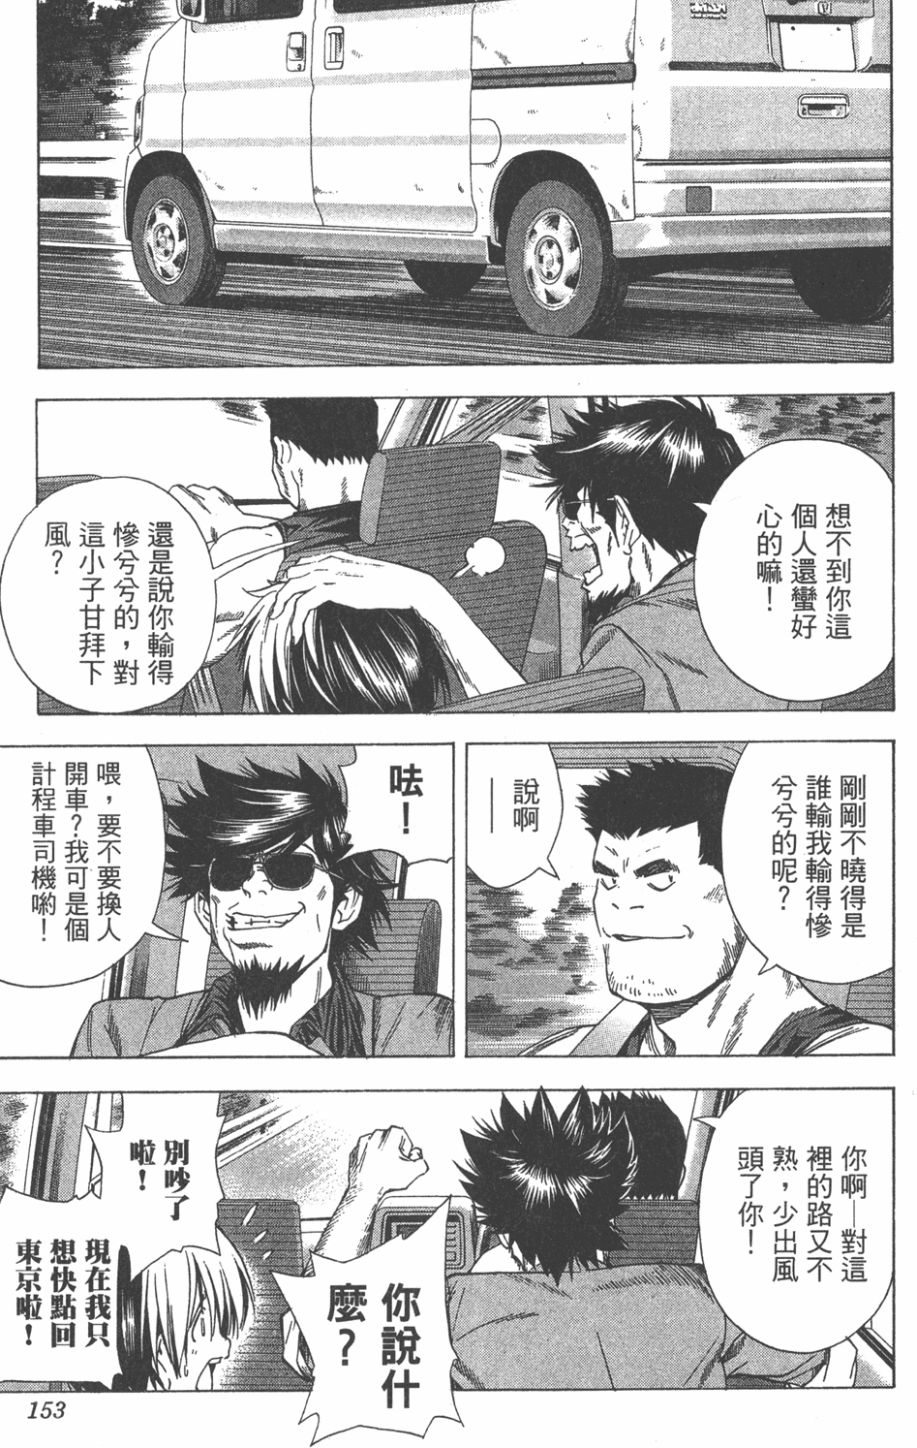 想不到你這
個人還蠻好
心的嘛！
還是說你輸得
慘兮兮的，對
這小子甘拜下
風？
剛剛不曉得是
誰輸我輸得慘
兮兮的呢？
說啊
——
呿！
喂，要不要換人
開車？我可是個
計程車司機喲！
你啊—對這
裡的路又不
熟，少出風
頭了你！
你說什
麼？
別吵了
啦！
現在我只
想快點回
東京啦！
153